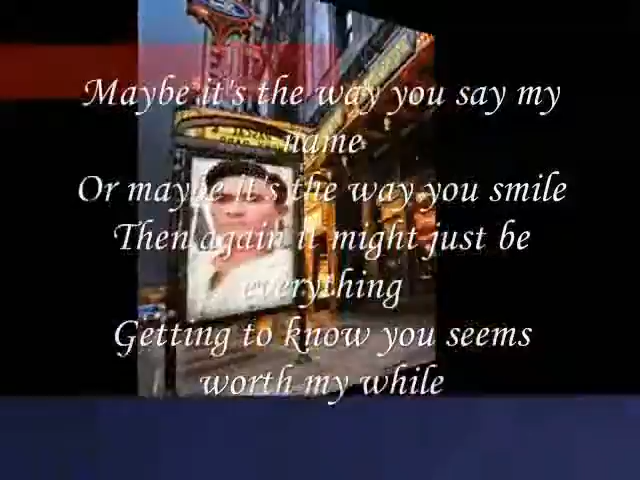 Maybe it's the way you say my
name
Or maybe it's the way you smile
Then again it might just be
everything
Getting to know you seems
worth my while
Ford